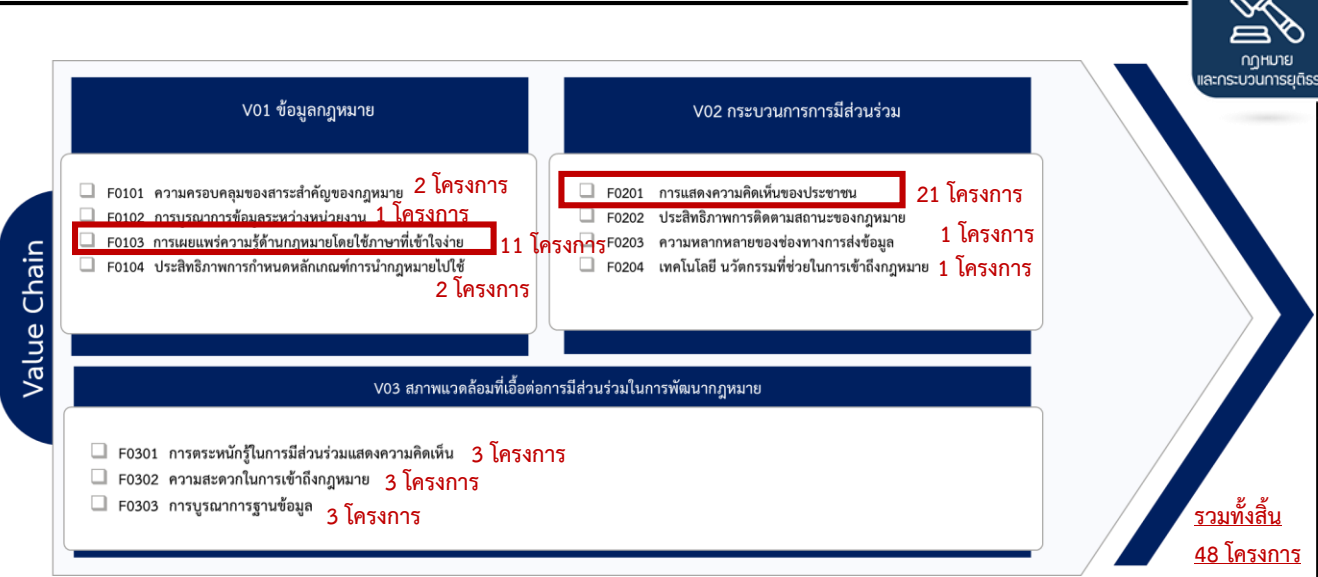 กฎหมาย
และกระบวนการยุติธร
V01 ข้อมูลกฎหมาย
F0101 ความครอบคลุมของสาระสำคัญของกฎหมาย 2 โครงการ
F0102 การบูรณาการข้อมูลระหว่างหน่วยงาน 1 โครงการ
F0103 การเผยแพร่ความรู้ด้านกฎหมายโดยใช้ภาษาที่เข้าใจง่าย 11 โครงการ
F0104 ประสิทธิภาพการกำหนดหลักเกณฑ์การนำกฎหมายไปใช้
2 โครงการ
V02 กระบวนการการมีส่วนร่วม
F0201 การแสดงความคิดเห็นของประชาชน 21 โครงการ
F0202 ประสิทธิภาพการติดตามสถานะของกฎหมาย
F0203 ความหลากหลายของช่องทางการส่งข้อมูล 1 โครงการ
F0204 เทคโนโลยี นวัตกรรมที่ช่วยในการเข้าถึงกฎหมาย 1 โครงการ
Value Chain
V03 สภาพแวดล้อมที่เอื้อต่อการมีส่วนร่วมในการพัฒนากฎหมาย
F0301 การตระหนักรู้ในการมีส่วนร่วมแสดงความคิดเห็น 3 โครงการ
F0302 ความสะดวกในการเข้าถึงกฎหมาย 3 โครงการ
F0303 การบูรณาการฐานข้อมูล 3 โครงการ
รวมทั้งสิ้น
48 โครงการ